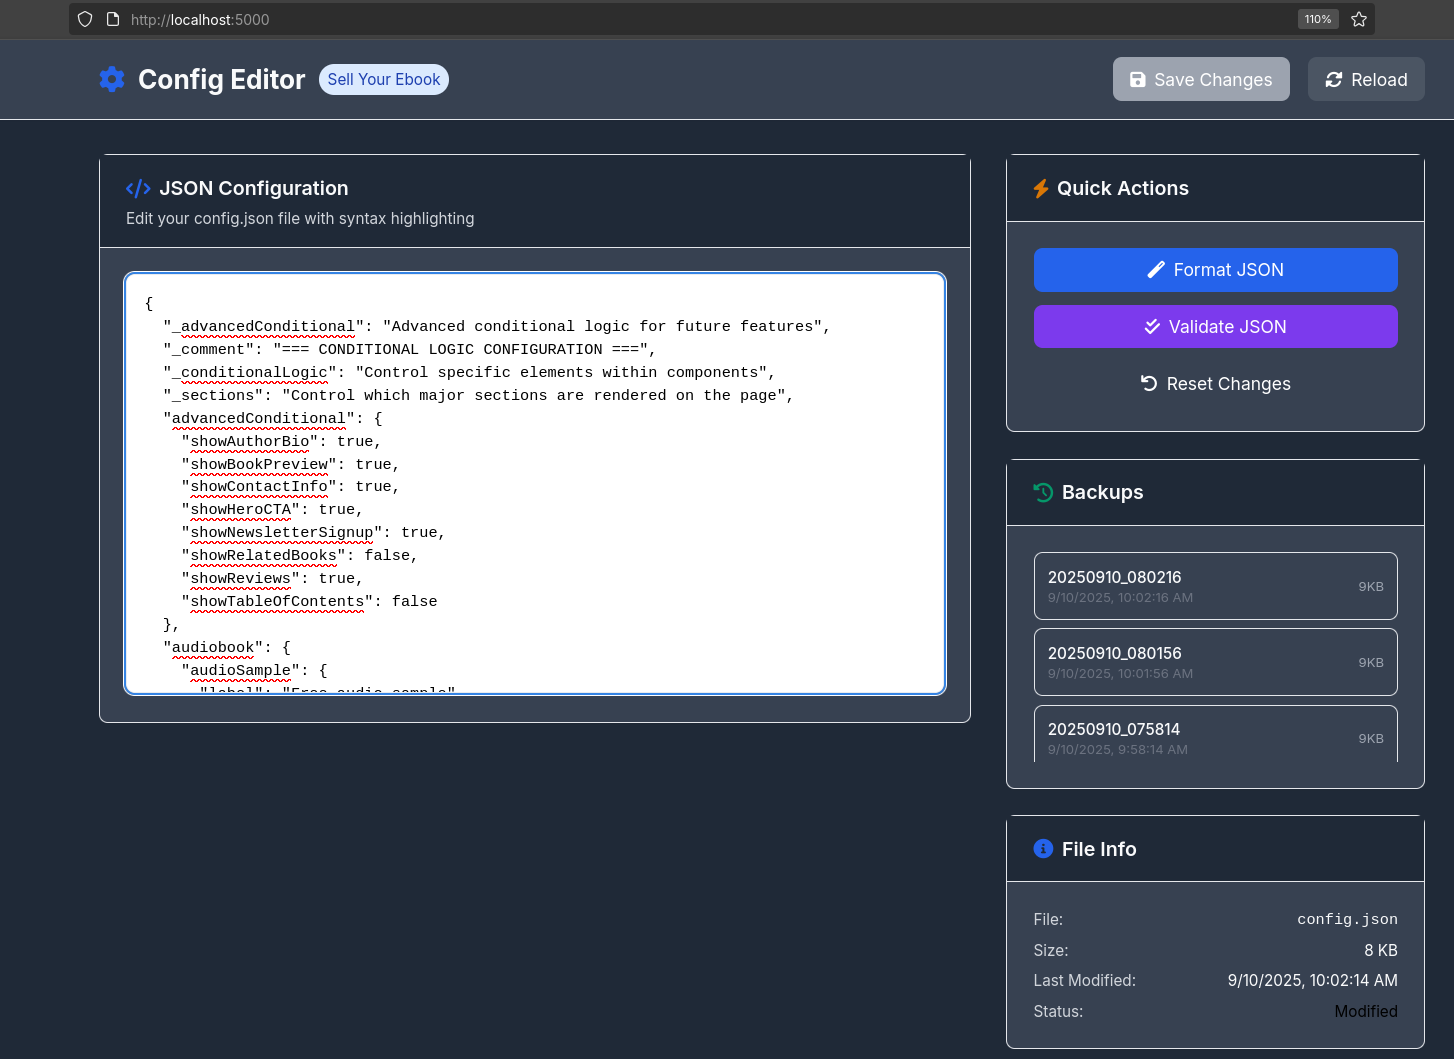 http://localhost:5000
110%
Config Editor
Sell Your Ebook
Save Changes
Reload
JSON Configuration
Edit your config.json file with syntax highlighting
{
  "_advancedConditional": "Advanced conditional logic for future features",
  "_comment": "=== CONDITIONAL LOGIC CONFIGURATION ===",
  "_conditionalLogic": "Control specific elements within components",
  "_sections": "Control which major sections are rendered on the page",
  "advancedConditional": {
    "showAuthorBio": true,
    "showBookPreview": true,
    "showContactInfo": true,
    "showHeroCTA": true,
    "showNewsletterSignup": true,
    "showRelatedBooks": false,
    "showReviews": true,
    "showTableOfContents": false
  },
  "audiobook": {
    "audioSample": {
      "label": "Free audio sample"
Quick Actions
Format JSON
Validate JSON
Reset Changes
Backups
20250910_080216
9/10/2025, 10:02:16 AM
9KB
20250910_080156
9/10/2025, 10:01:56 AM
9KB
20250910_075814
9/10/2025, 9:58:14 AM
9KB
File Info
File: config.json
Size: 8 KB
Last Modified: 9/10/2025, 10:02:14 AM
Status: Modified